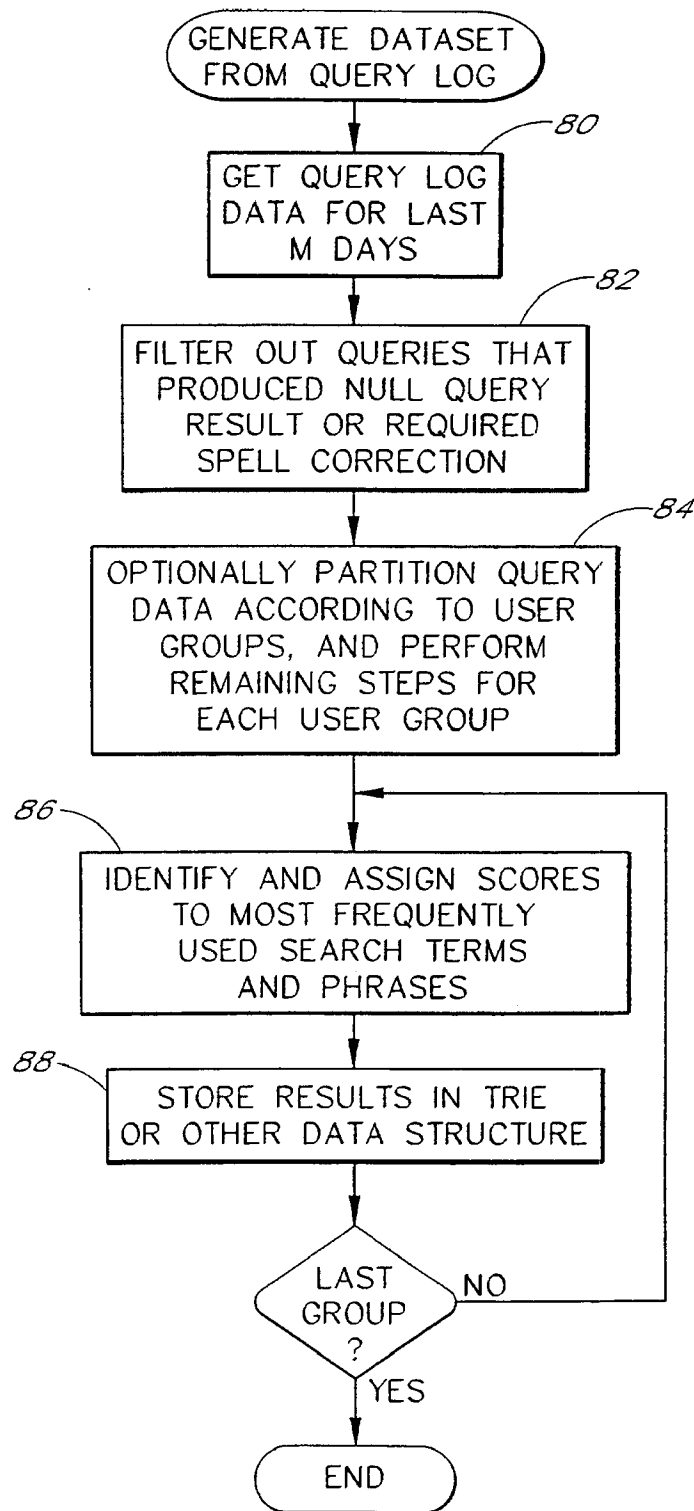 GENERATE DATASET
FROM QUERY LOG
80
GET QUERY LOG
DATA FOR LAST
M DAYS
82
FILTER OUT QUERIES THAT
PRODUCED NULL QUERY
RESULT OR REQUIRED
SPELL CORRECTION
84
OPTIONALLY PARTITION QUERY
DATA ACCORDING TO USER
GROUPS, AND PERFORM
REMAINING STEPS FOR
EACH USER GROUP
86
IDENTIFY AND ASSIGN SCORES
TO MOST FREQUENTLY
USED SEARCH TERMS
AND PHRASES
88
STORE RESULTS IN TRIE
OR OTHER DATA STRUCTURE
LAST
GROUP
?
NO
YES
END